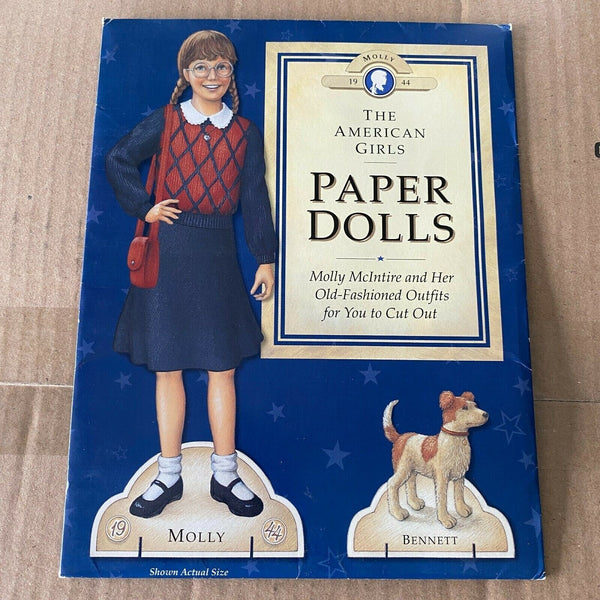 MOLLY
19 44
THE
AMERICAN
GIRLS
PAPER
DOLLS
Molly McIntire and Her
Old-Fashioned Outfits
for You to Cut Out
19 MOLLY 44
BENNETT
Shown Actual Size